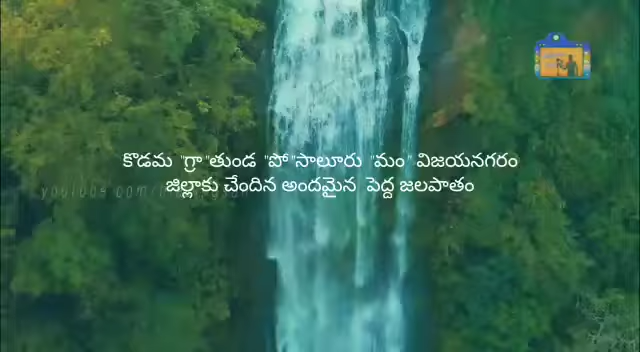 కొడమ "గ్రా"తుండ "పో"సాలూరు "మం" విజయనగరం
జిల్లాకు చేందిన అందమైన పెద్ద జలపాతం